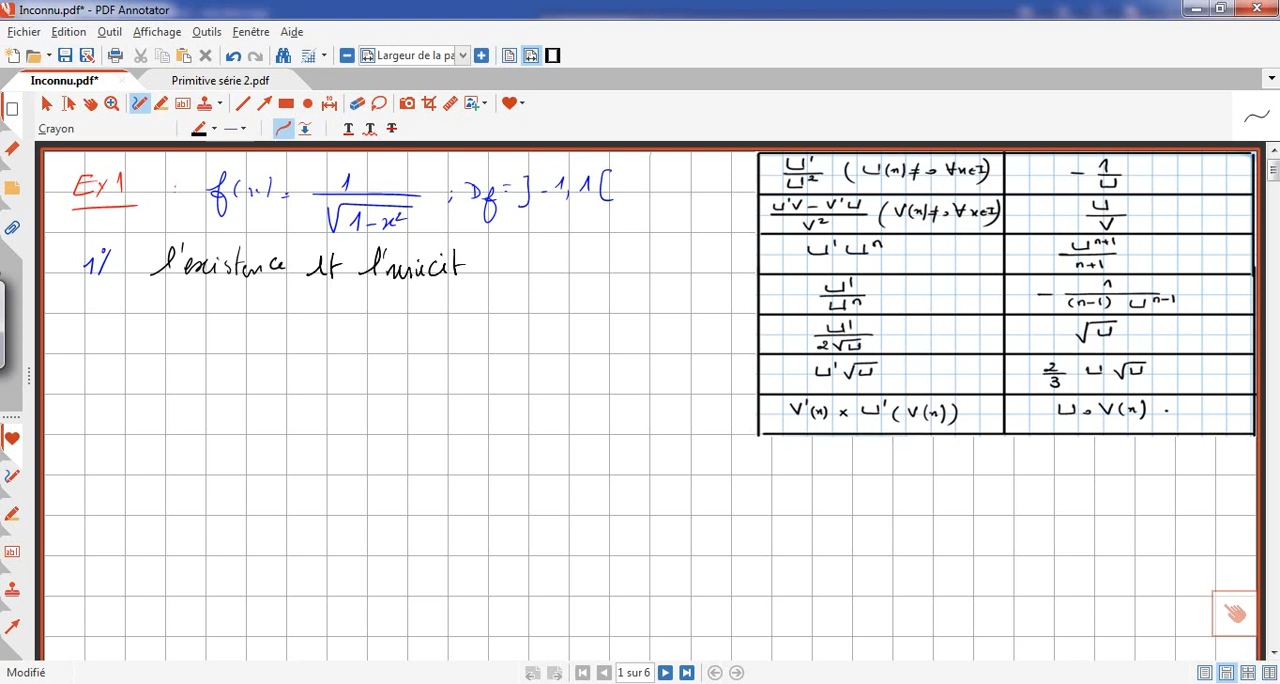 Inconnu.pdf* - PDF Annotator
Fichier Edition Outil Affichage Outils Fenêtre Aide
Largeur de la pa
Inconnu.pdf* Primitive série 2.pdf
Crayon
Ex 1 : f(x) = 1/√(1-x²) ; Df = ]-1, 1[
1°/ l'existence et l'unicit
u'/u² (u(x) ≠ 0 ∀x∈I) -1/u
(u'v - v'u)/v² (v(x) ≠ 0 ∀x∈I) u/v
u' uⁿ uⁿ⁺¹/(n+1)
u'/uⁿ - 1/((n-1) uⁿ⁻¹)
u'/(2√u) √u
u'√u 2/3 u √u
v'(x) × u'(v(x)) u∘v(x) .
1 sur 6
Modifié